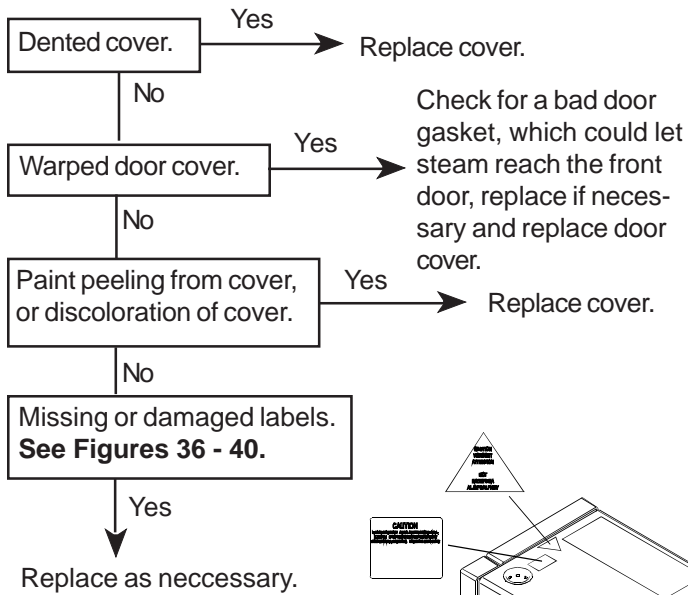 Dented cover.
Yes
Replace cover.
No
Warped door cover.
Yes
Check for a bad door
gasket, which could let
steam reach the front
door, replace if neces-
sary and replace door
cover.
No
Paint peeling from cover,
or discoloration of cover.
Yes
Replace cover.
No
Missing or damaged labels.
See Figures 36 - 40.
Yes
Replace as neccessary.
CAUTION